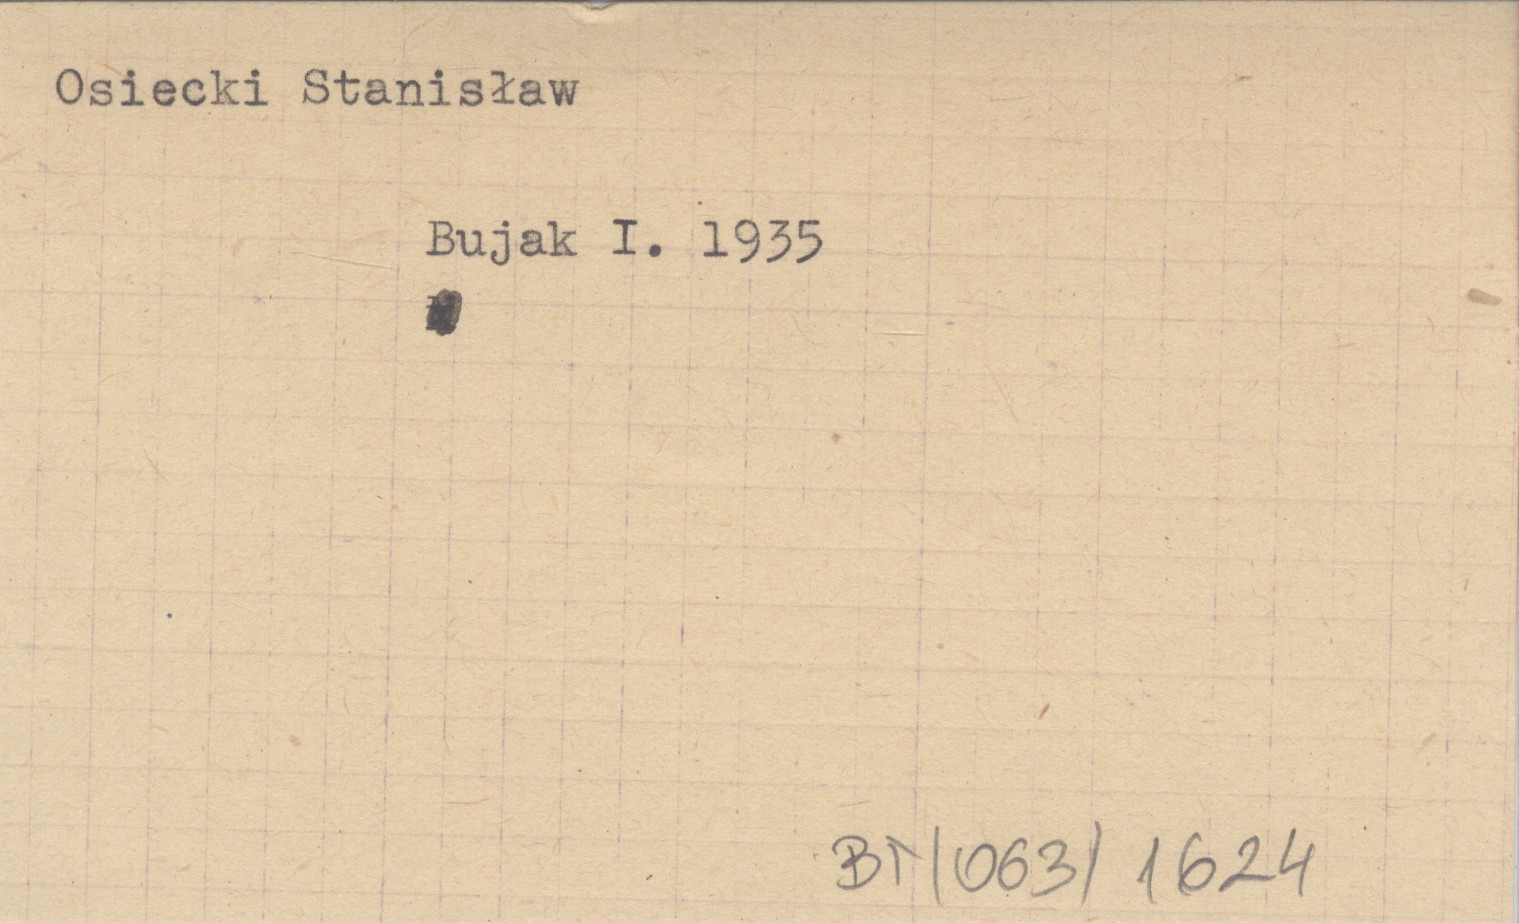 Osiecki Stanisław
Bujak I. 1935
BT/063/ 1624